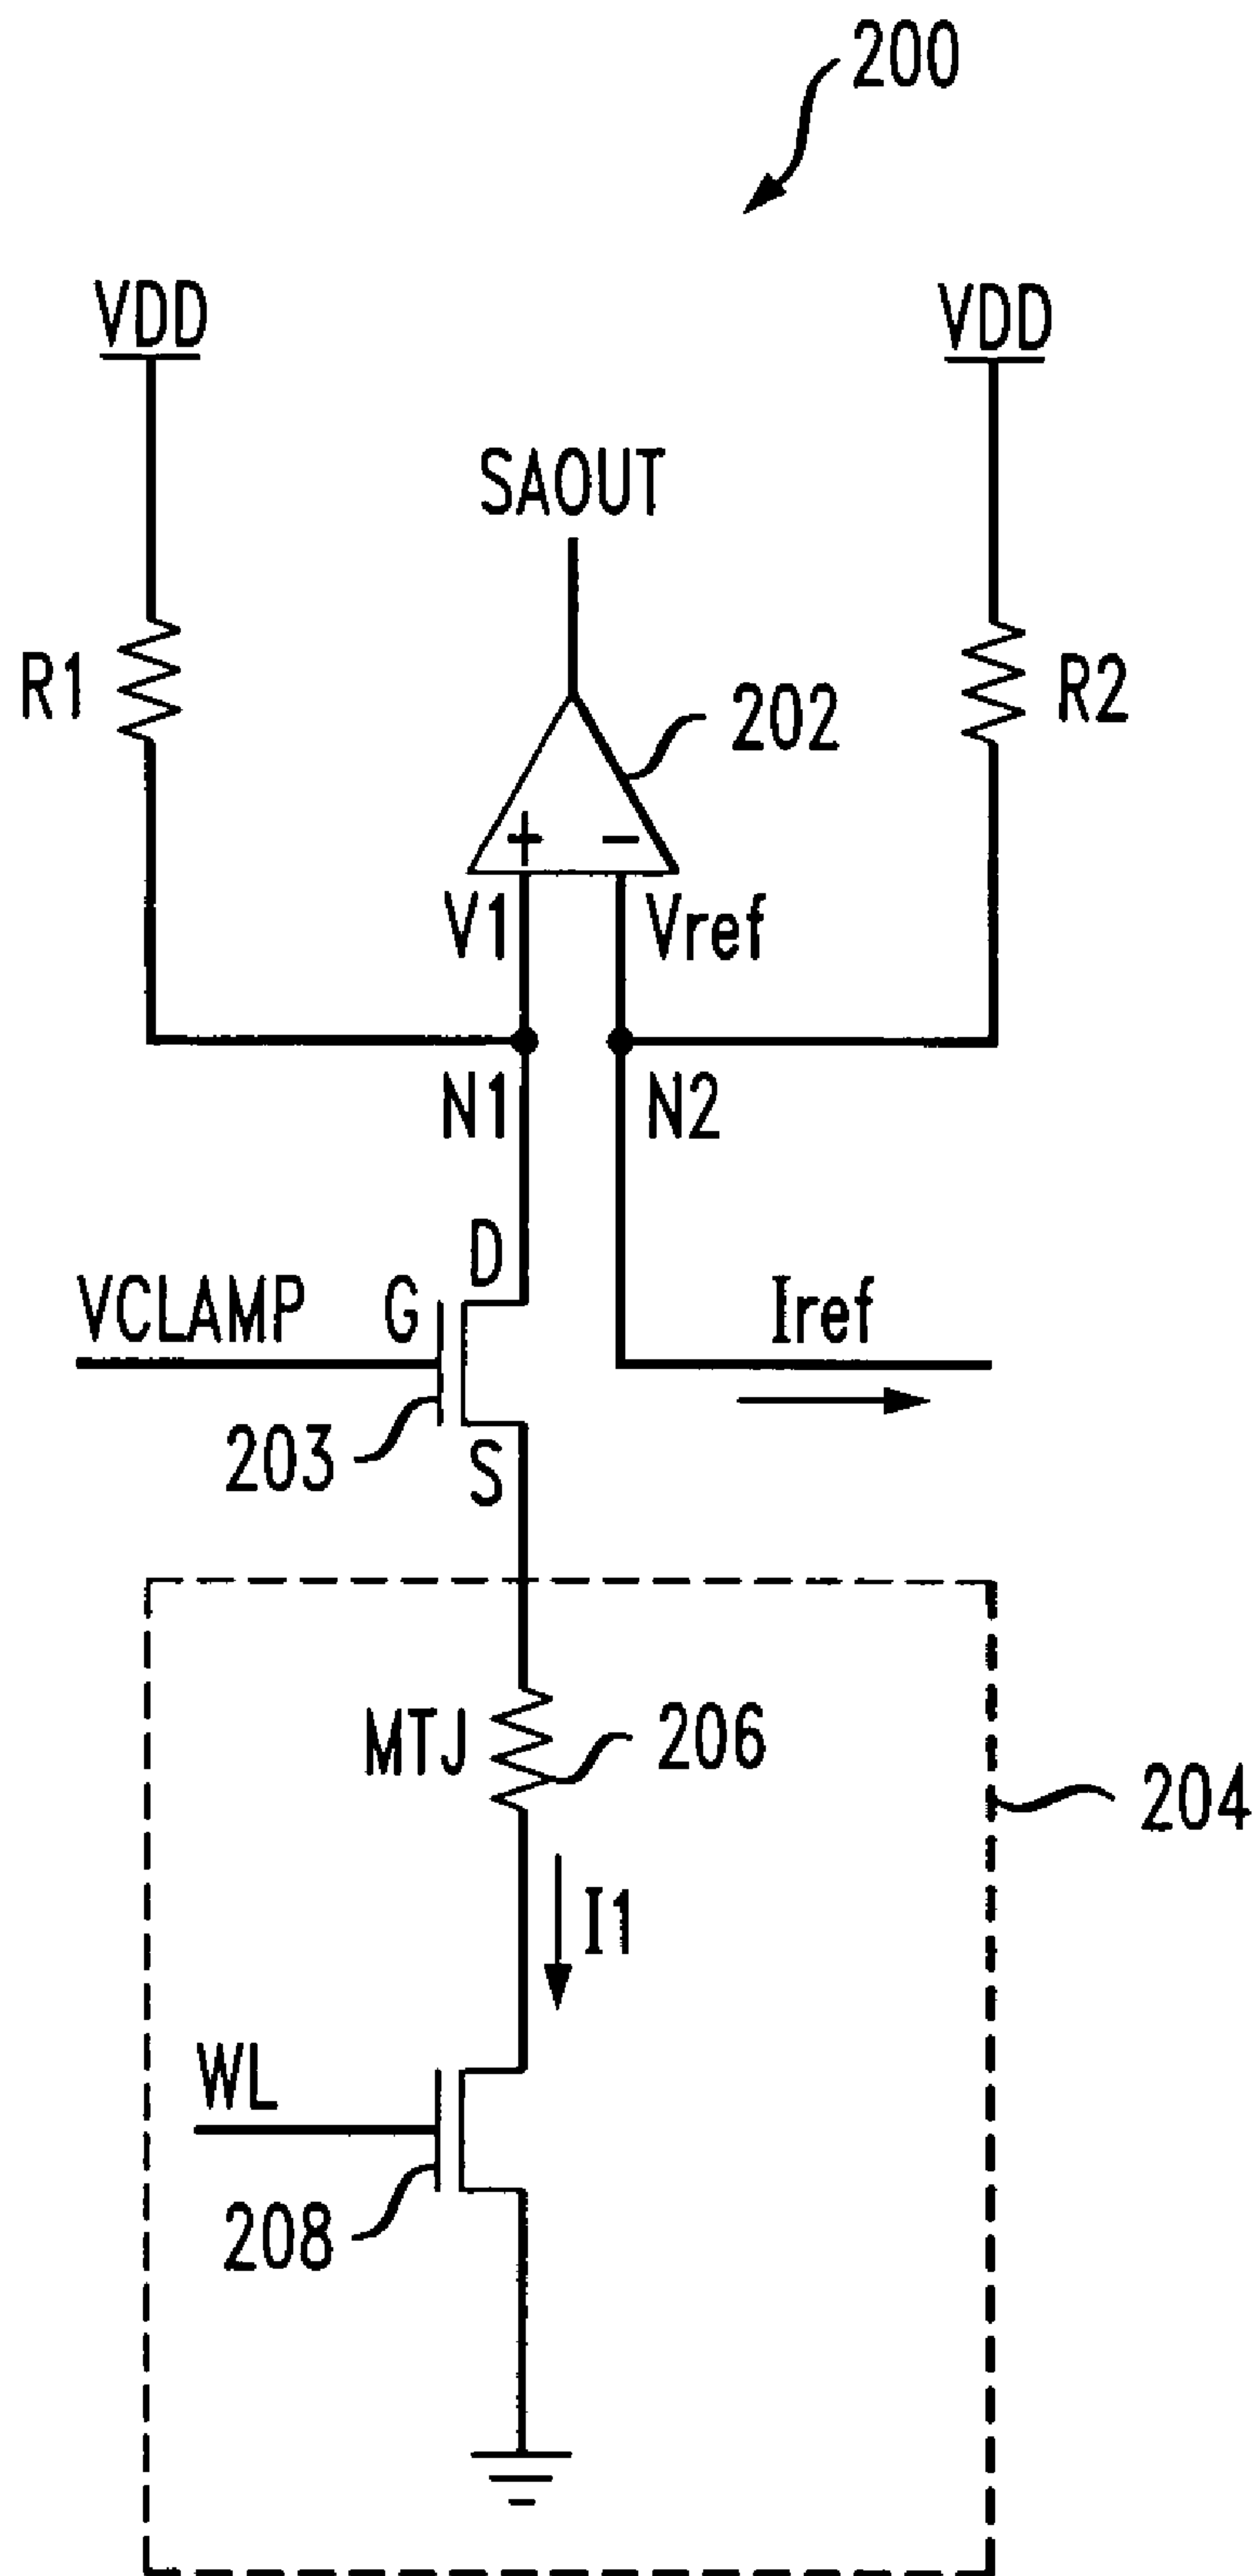 200
VDD
VDD
SAOUT
R1
202
R2
+
−
V1
Vref
N1
N2
D
VCLAMP
G
Iref
203
S
MTJ
206
204
I1
WL
208